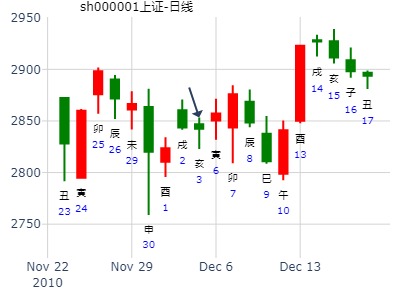 sh000001上证-日线
2950
2900
2850
2800
2750
丑
23
寅
24
卯
25
辰
26
未
29
申
30
酉
1
戌
2
亥
3
寅
6
卯
7
辰
8
巳
9
午
10
酉
13
戌
14
亥
15
子
16
丑
17
Nov 22
2010
Nov 29
Dec 6
Dec 13